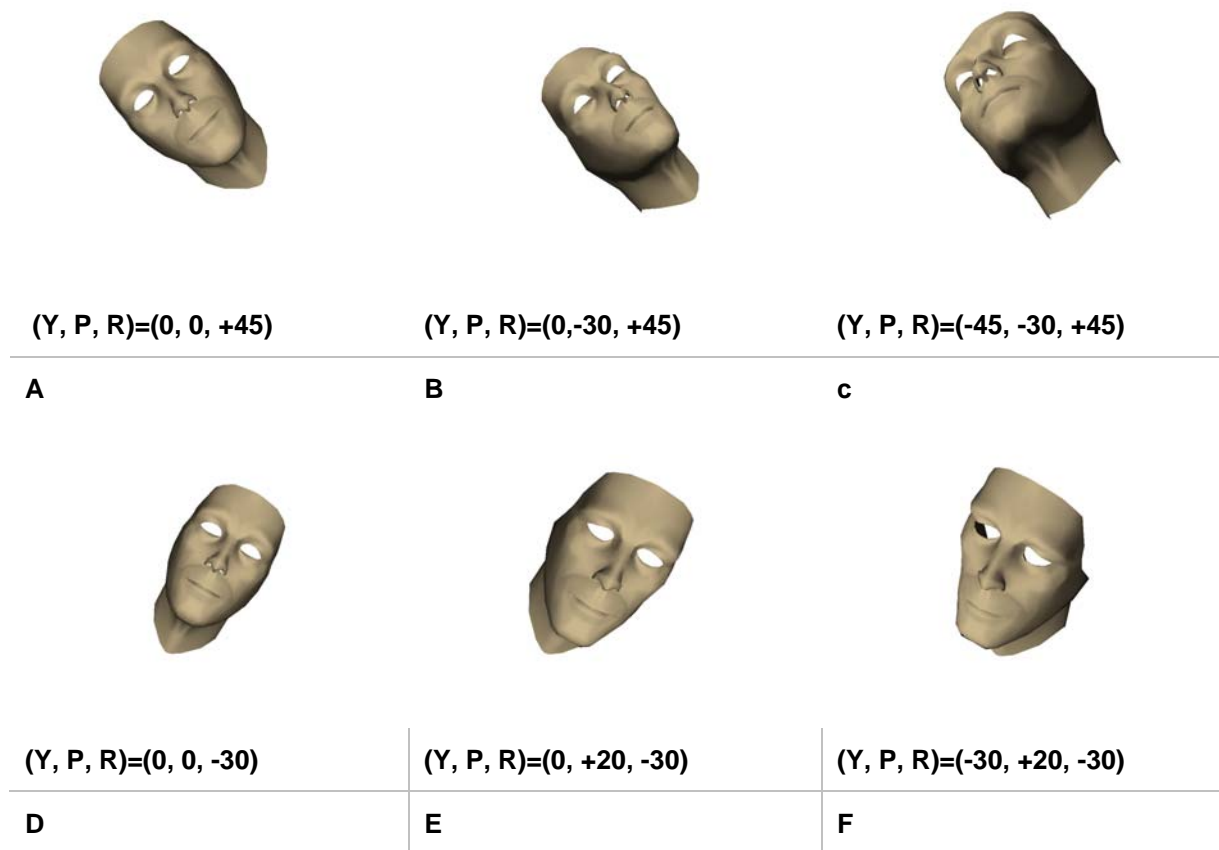 (Y, P, R)=(0, 0, +45) (Y, P, R)=(0,-30, +45) (Y, P, R)=(-45, -30, +45)
A B c
(Y, P, R)=(0, 0, -30) (Y, P, R)=(0, +20, -30) (Y, P, R)=(-30, +20, -30)
D E F